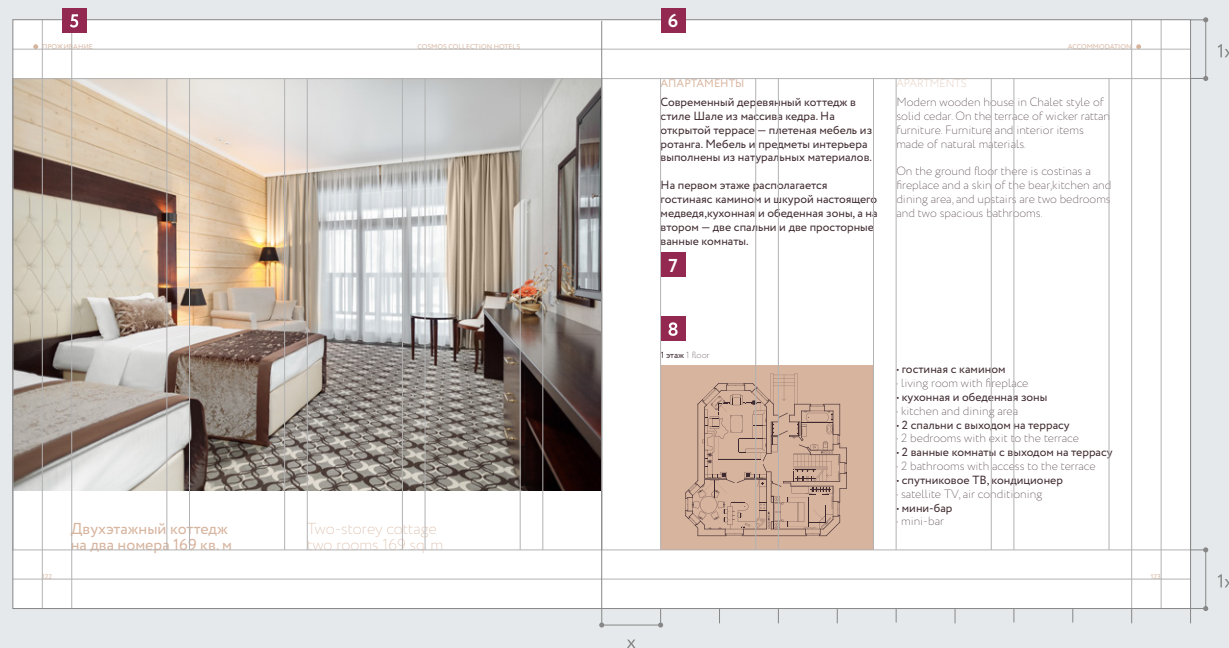 5
6
ПРОЖИВАНИЕ
COSMOS COLLECTION HOTELS
ACCOMMODATION
1x
АПАРТАМЕНТЫ
Современный деревянный коттедж в
стиле Шале из массива кедра. На
открытой террасе — плетеная мебель из
ротанга. Мебель и предметы интерьера
выполнены из натуральных материалов.
На первом этаже располагается
гостинаяс камином и шкурой настоящего
медведя,кухонная и обеденная зоны, а на
втором — две спальни и две просторные
ванные комнаты.
APARTMENTS
Modern wooden house in Chalet style of
solid cedar. On the terrace of wicker rattan
furniture. Furniture and interior items
made of natural materials.
On the ground floor there is costinas a
fireplace and a skin of the bear,kitchen and
dining area, and upstairs are two bedrooms
and two spacious bathrooms.
7
8
1 этаж 1 floor
• гостиная с камином
· living room with fireplace
• кухонная и обеденная зоны
· kitchen and dining area
• 2 спальни с выходом на террасу
· 2 bedrooms with exit to the terrace
• 2 ванные комнаты с выходом на террасу
· 2 bathrooms with access to the terrace
• спутниковое ТВ, кондиционер
· satellite TV, air conditioning
• мини-бар
· mini-bar
Двухэтажный коттедж
на два номера 169 кв. м
Two-storey cottage
two rooms 169 sq m
122
123
1x
x